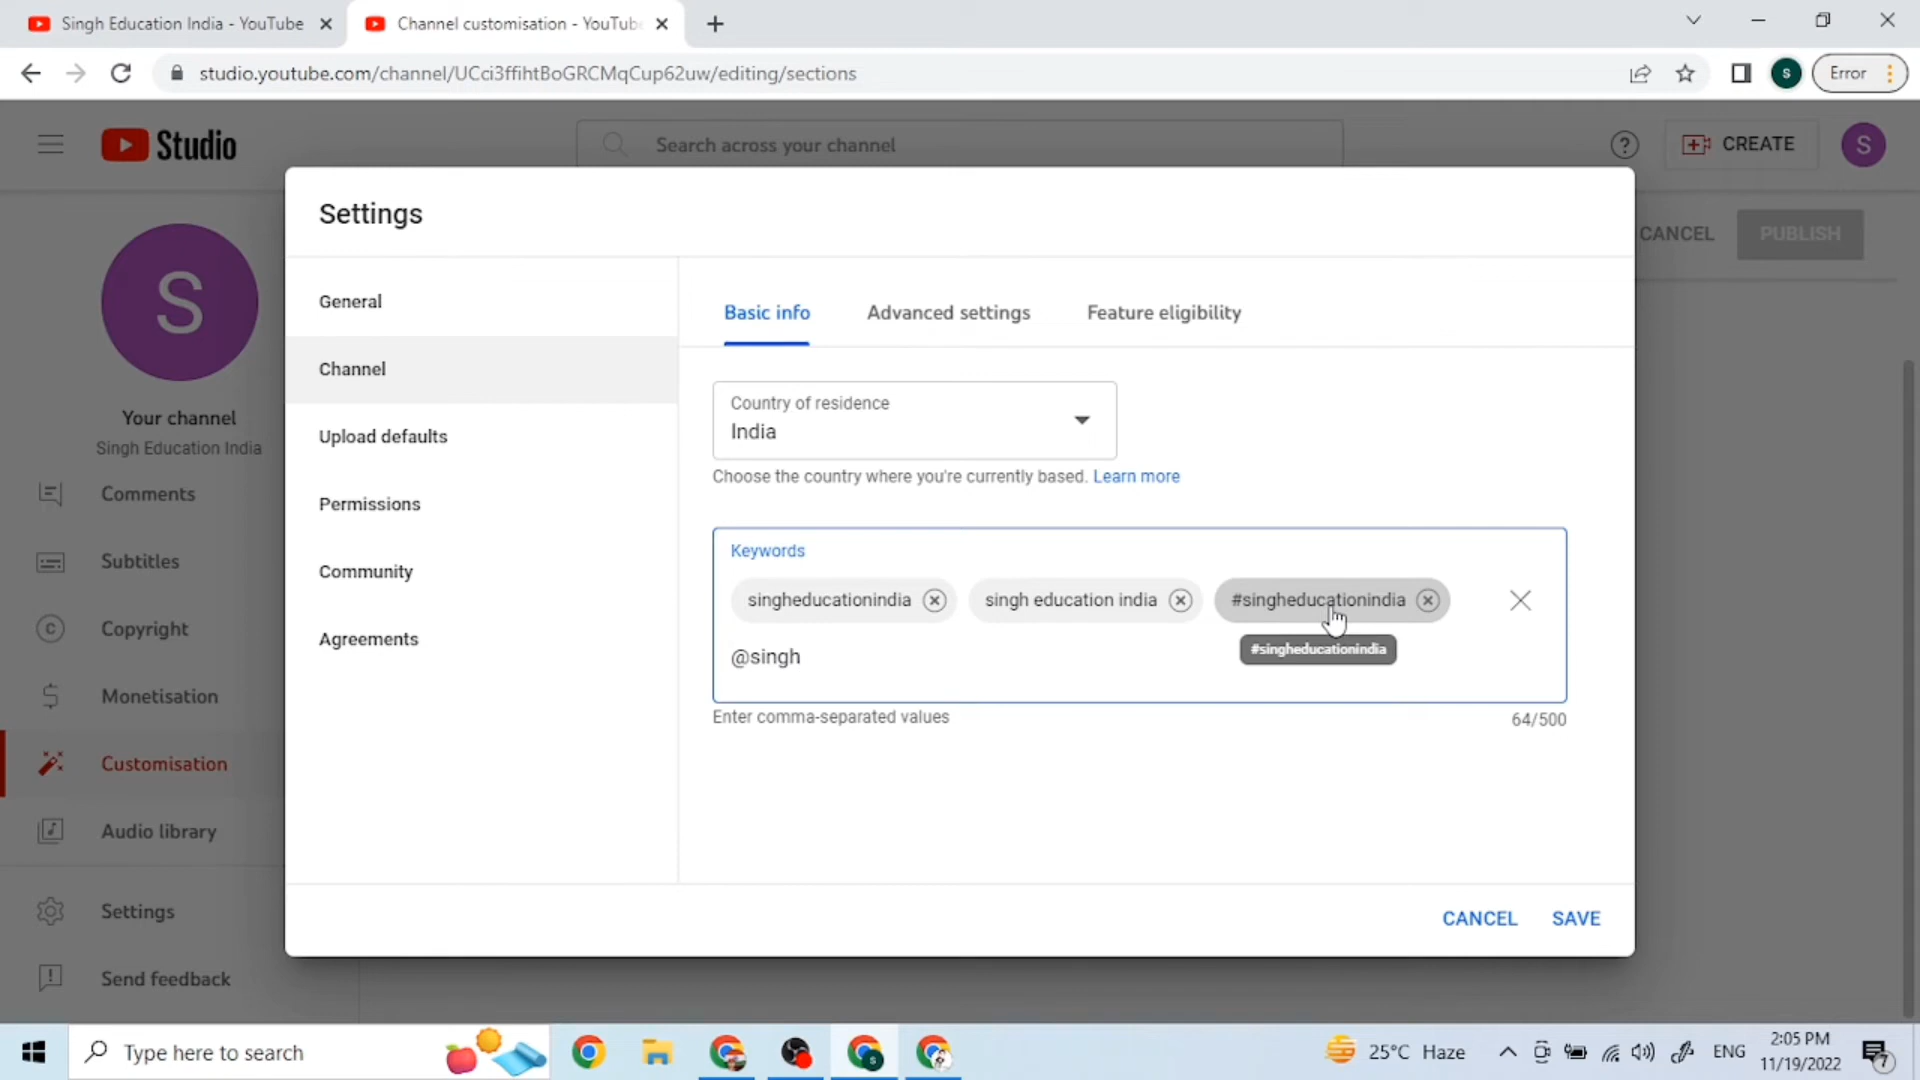 Singh Education India - YouTube
Channel customisation - YouTub
studio.youtube.com/channel/UCci3ffihtBoGRCMqCup62uw/editing/sections
S
Error
Studio
Search across your channel
?
CREATE
S
Settings
CANCEL
PUBLISH
S
Your channel
Singh Education India
Comments
Subtitles
Copyright
Monetisation
Customisation
Audio library
Settings
Send feedback
General
Channel
Upload defaults
Permissions
Community
Agreements
Basic info
Advanced settings
Feature eligibility
Country of residence
India
Choose the country where you're currently based. Learn more
Keywords
singheducationindia
singh education india
#singheducationindia
@singh
#singheducationindia
Enter comma-separated values
64/500
CANCEL
SAVE
Type here to search
S
25°C Haze
ENG
2:05 PM
11/19/2022
7